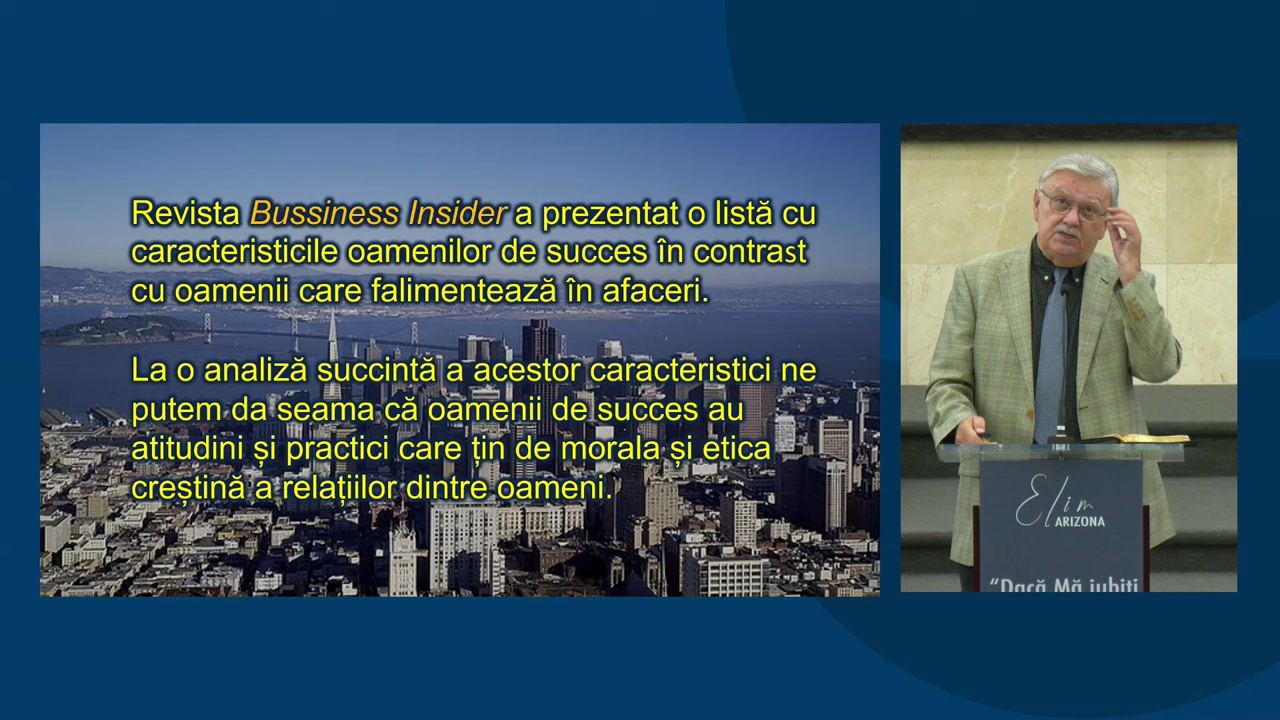 Revista Bussiness Insider a prezentat o listă cu
caracteristicile oamenilor de succes în contrast
cu oamenii care falimentează în afaceri.
La o analiză succintă a acestor caracteristici ne
putem da seama că oamenii de succes au
atitudini și practici care țin de morala și etica
creștină a relațiilor dintre oameni.
Elim
ARIZONA
“Dacă Mă iubiți